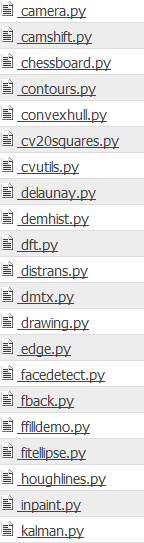 camera.py
camshift.py
chessboard.py
contours.py
convexhull.py
cv20squares.py
cvutils.py
delaunay.py
demhist.py
dft.py
distrans.py
dmtx.py
drawing.py
edge.py
facedetect.py
fback.py
ffilldemo.py
fitellipse.py
houghlines.py
inpaint.py
kalman.py